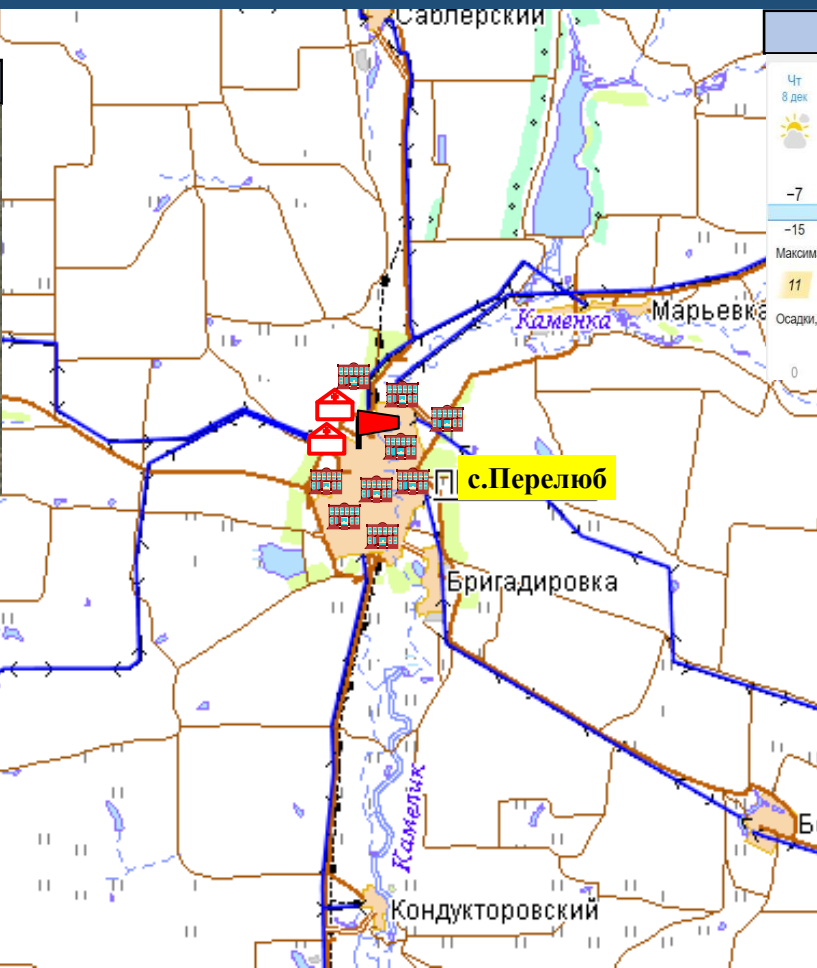 Саблерский
Чт
8 дек
−7
−15
Максим
11
Осадки,
0
Каменка
Марьевка
с.Перелюб
Бригадировка
Камелик
Кондукторовский